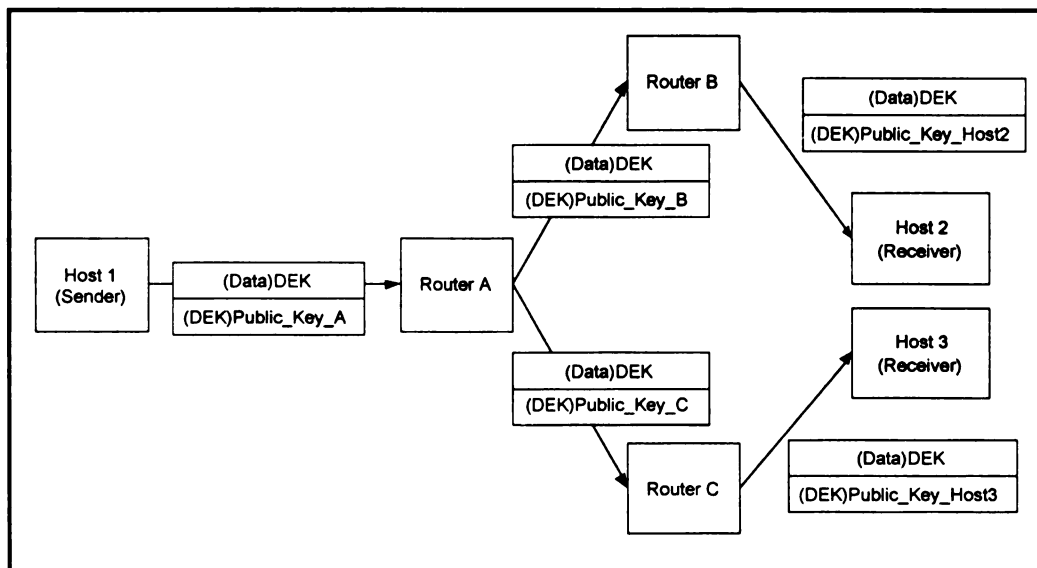 Router B
(Data)DEK
(DEK)Public_Key_Host2
(Data)DEK
(DEK)Public_Key_B
Host 1
(Sender)
(Data)DEK
(DEK)Public_Key_A
Router A
Host 2
(Receiver)
Host 3
(Receiver)
(Data)DEK
(DEK)Public_Key_C
Router C
(Data)DEK
(DEK)Public_Key_Host3